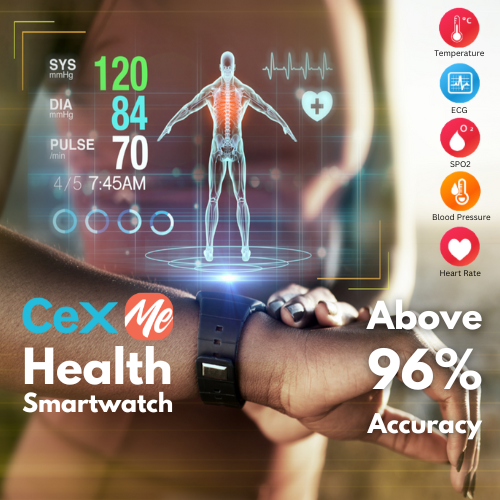 SYS
mmHg
120
DIA
mmHg
84
PULSE
/min
70
4/5 7:45AM
°C
Temperature
ECG
O₂
SPO2
Blood Pressure
Heart Rate
CeX Me
Health
Smartwatch
Above
96%
Accuracy